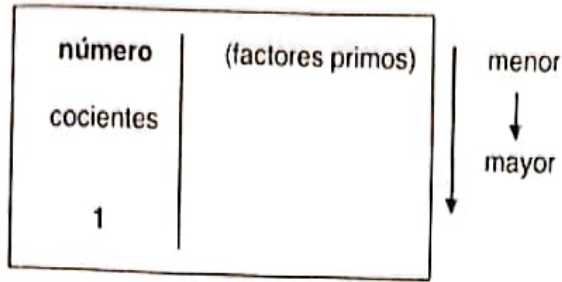 número (factores primos) menor
cocientes
mayor
1